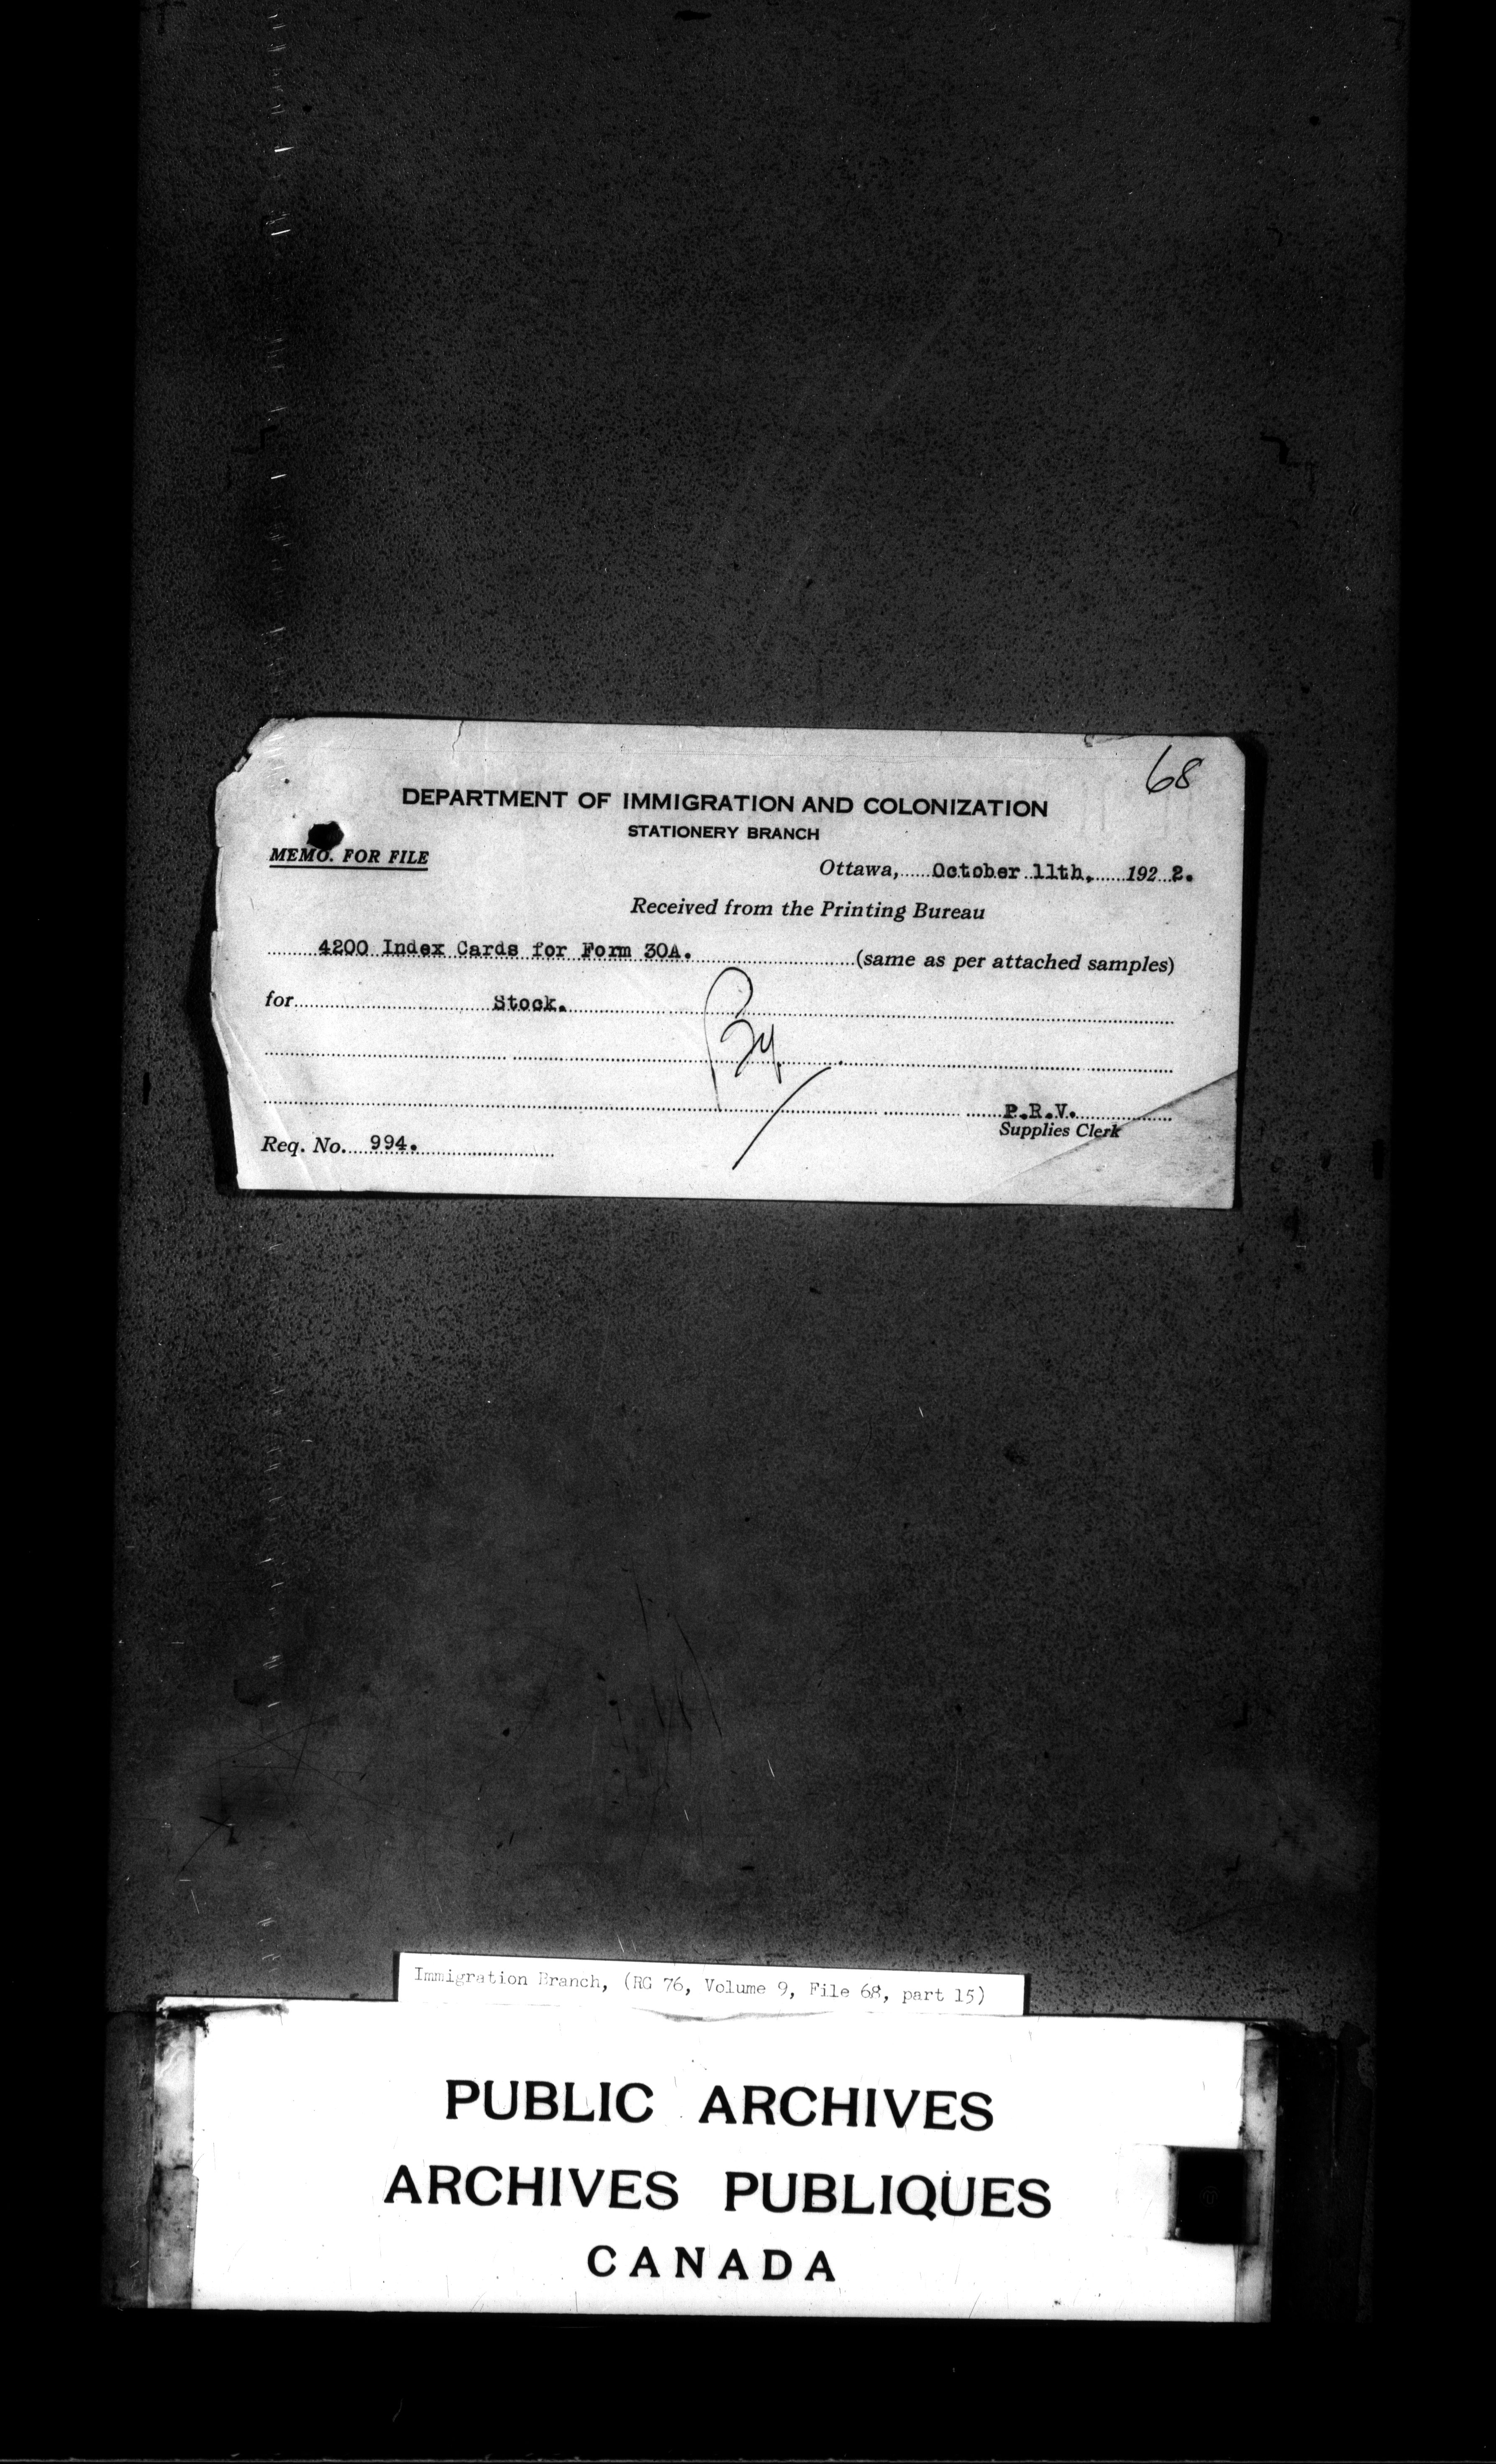 68
DEPARTMENT OF IMMIGRATION AND COLONIZATION
STATIONERY BRANCH
MEMO. FOR FILE
Ottawa, October 11th, 192 2.
Received from the Printing Bureau
4200 Index Cards for Form 30A. (same as per attached samples)
for Stock.
P.R.V.
Supplies Clerk
Req. No. 994.
Immigration Branch, (RG 76, Volume 9, File 68, part 15)
PUBLIC ARCHIVES
ARCHIVES PUBLIQUES
CANADA